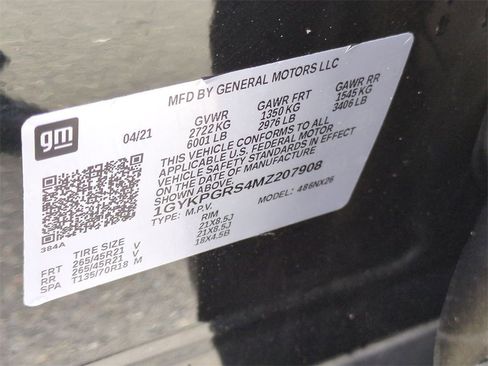 MFD BY GENERAL MOTORS LLC
gm
04/21
GVWR GAWR FRT GAWR RR
2722 KG 1350 KG 1545 KG
6001 LB 2976 LB 3406 LB
THIS VEHICLE CONFORMS TO ALL
APPLICABLE U.S. FEDERAL MOTOR
VEHICLE SAFETY STANDARDS IN EFFECT
ON THE DATE OF MANUFACTURE
SHOWN ABOVE
1GYKPGRS4MZ207908
TYPE: M.P.V. MODEL: 486NX26
384A
TIRE SIZE RIM
FRT 265/45R21 V 21X8.5J
RR 265/45R21 V 21X8.5J
SPA T135/70R18 M 18X4.5B